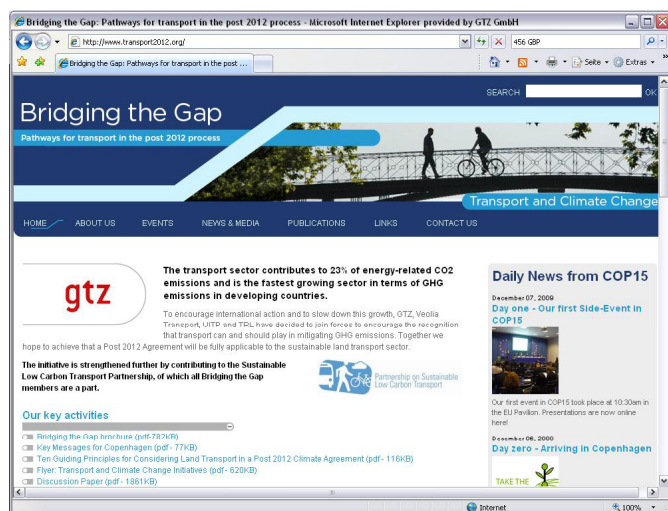 Bridging the Gap: Pathways for transport in the post 2012 process - Microsoft Internet Explorer provided by GTZ GmbH
http://www.transport2012.org/
456 GBP
Bridging the Gap: Pathways for transport in the post ...
Seite
Extras
SEARCH
OK
Bridging the Gap
Pathways for transport in the post 2012 process
Transport and Climate Change
HOME
ABOUT US
EVENTS
NEWS & MEDIA
PUBLICATIONS
LINKS
CONTACT US
gtz
The transport sector contributes to 23% of energy-related CO2
emissions and is the fastest growing sector in terms of GHG
emissions in developing countries.
To encourage international action and to slow down this growth, GTZ, Veolia
Transport, UITP and TRL have decided to join forces to encourage the recognition
that transport can and should play in mitigating GHG emissions. Together we
hope to achieve that a Post 2012 Agreement will be fully applicable to the sustainable land transport sector.
The initiative is strengthened further by contributing to the Sustainable
Low Carbon Transport Partnership, of which all Bridging the Gap
members are a part.
Partnership on Sustainable
Low Carbon Transport
Our key activities
Bridging the Gap brochure (pdf-782KB)
Key Messages for Copenhagen (pdf - 77KB)
Ten Guiding Principles for Considering Land Transport in a Post 2012 Climate Agreement (pdf - 116KB)
Flyer: Transport and Climate Change Initiatives (pdf - 620KB)
Discussion Paper (pdf - 1861KB)
Daily News from COP15
December 07, 2009
Day one - Our first Side-Event in
COP15
Our first event in COP15 took place at 10:30am in
the EU Pavilion. Presentations are now online
here!
December 06, 2000
Day zero - Arriving in Copenhagen
TAKE THE
Internet
100%